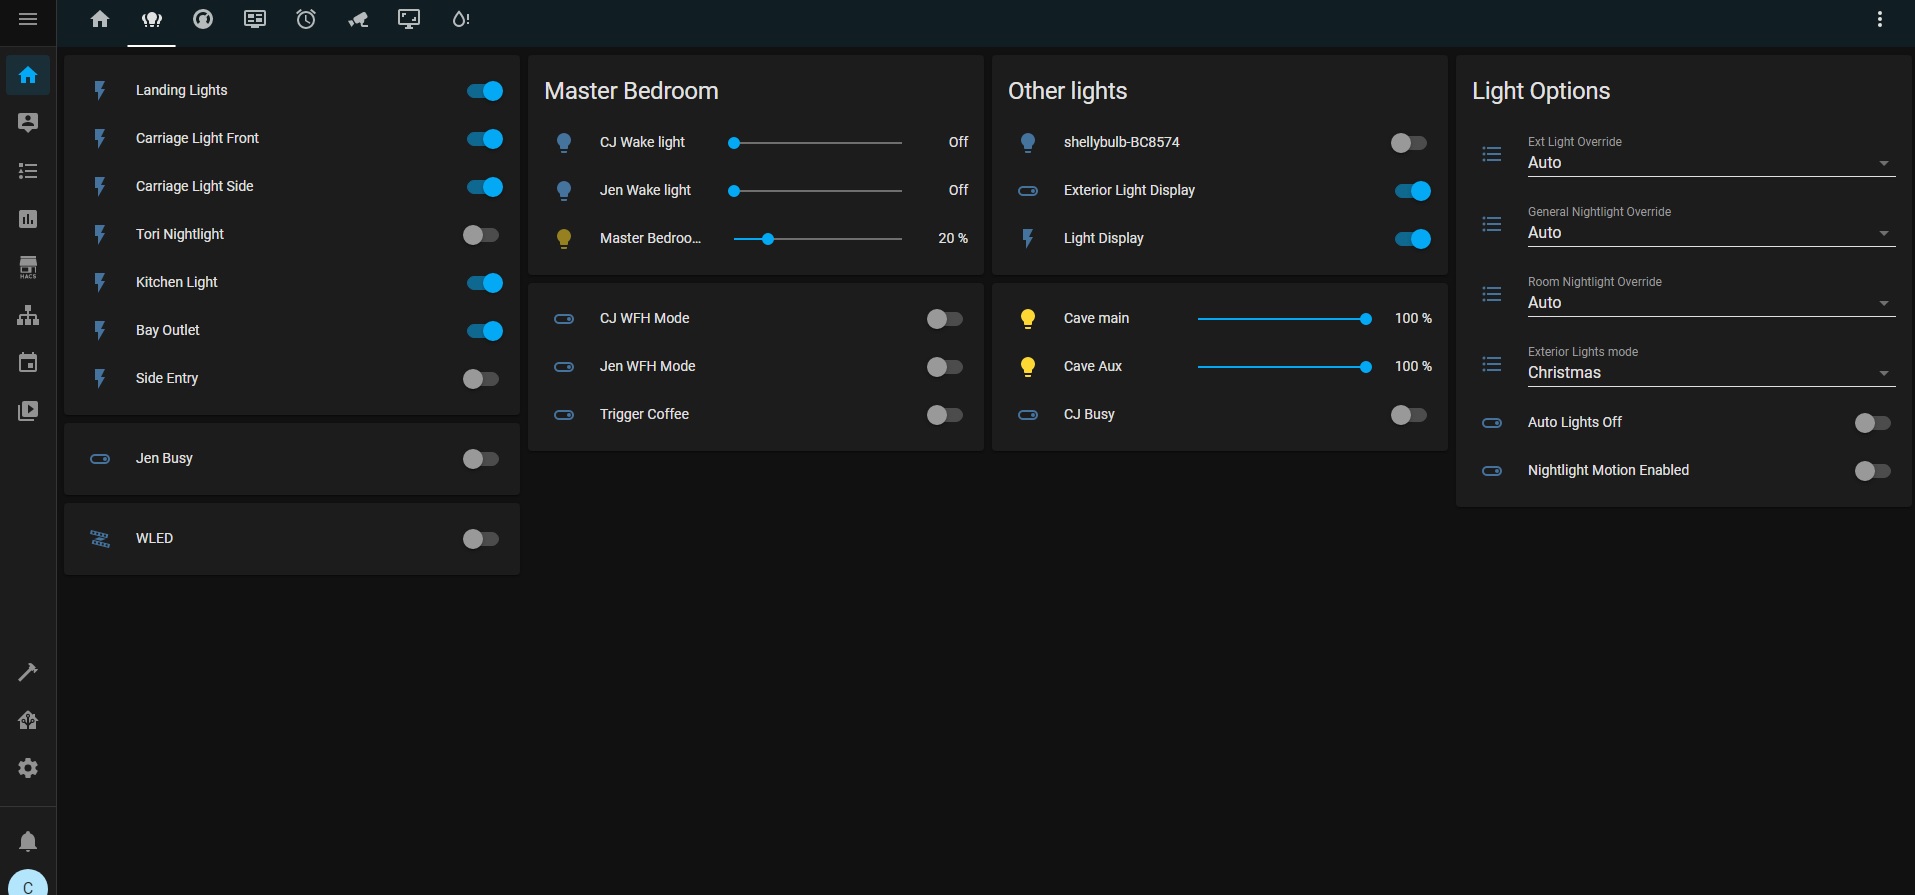 Landing Lights
Carriage Light Front
Carriage Light Side
Tori Nightlight
Kitchen Light
Bay Outlet
Side Entry
Jen Busy
WLED
Master Bedroom
CJ Wake light Off
Jen Wake light Off
Master Bedroo... 20 %
CJ WFH Mode
Jen WFH Mode
Trigger Coffee
Other lights
shellybulb-BC8574
Exterior Light Display
Light Display
Cave main 100 %
Cave Aux 100 %
CJ Busy
Light Options
Ext Light Override
Auto
General Nightlight Override
Auto
Room Nightlight Override
Auto
Exterior Lights mode
Christmas
Auto Lights Off
Nightlight Motion Enabled
HACS
C